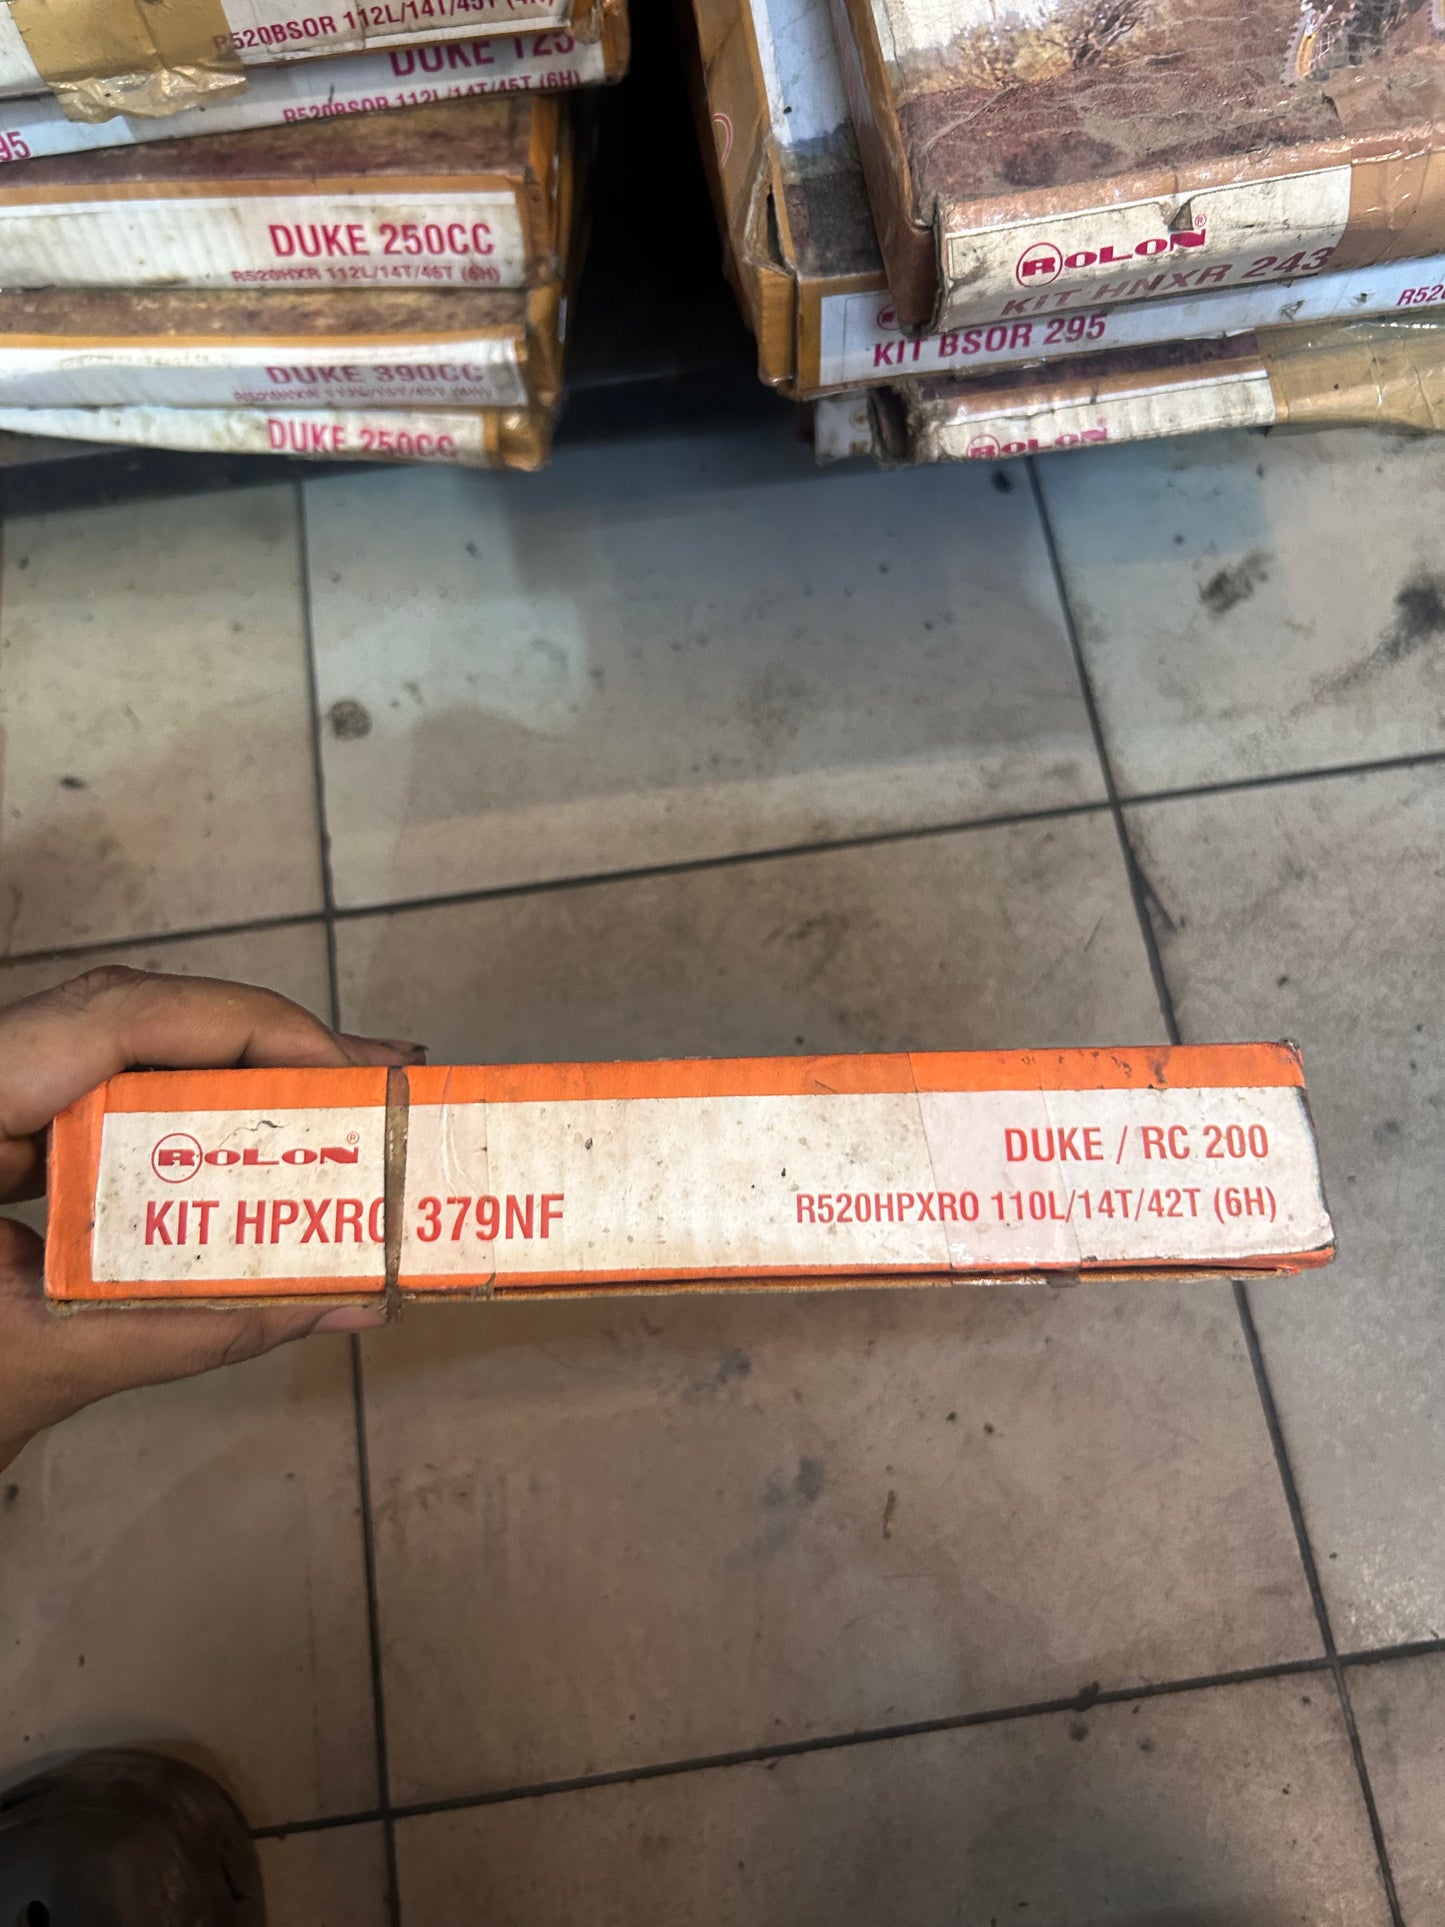 R520BSOR 112L/14T/45T
DUKE 125
R520BSOR 112L/14T/45T (6H)
95
DUKE 250CC
R520HXR 112L/14T/46T (6H)
DUKE 390CC
DUKE 250CC
ROLON®
KIT HNXR 243
KIT BSOR 295
R520
ROLON
ROLON®
KIT HPXRO 379NF
DUKE / RC 200
R520HPXRO 110L/14T/42T (6H)